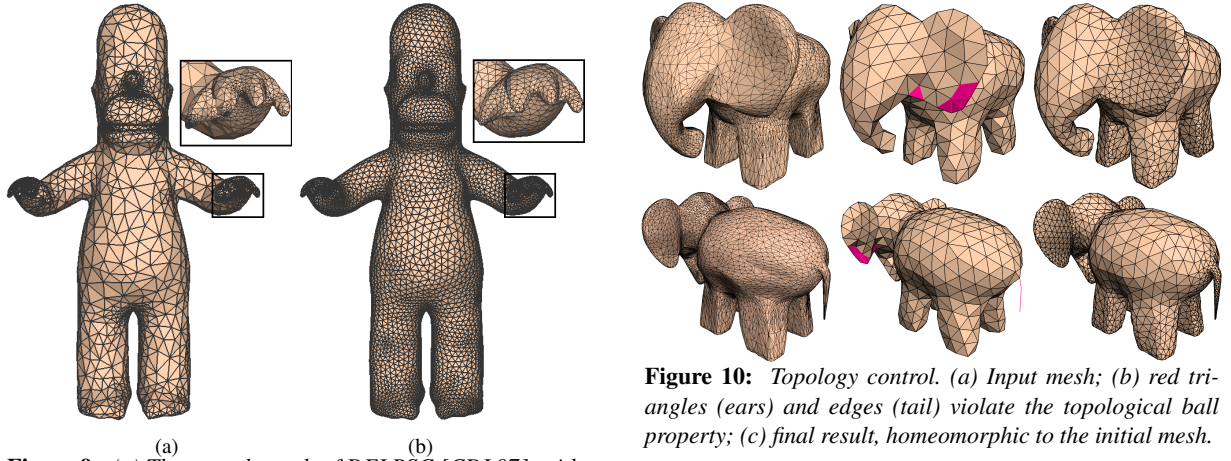 (a)
(b)
Figure 10: Topology control. (a) Input mesh; (b) red tri-
angles (ears) and edges (tail) violate the topological ball
property; (c) final result, homeomorphic to the initial mesh.